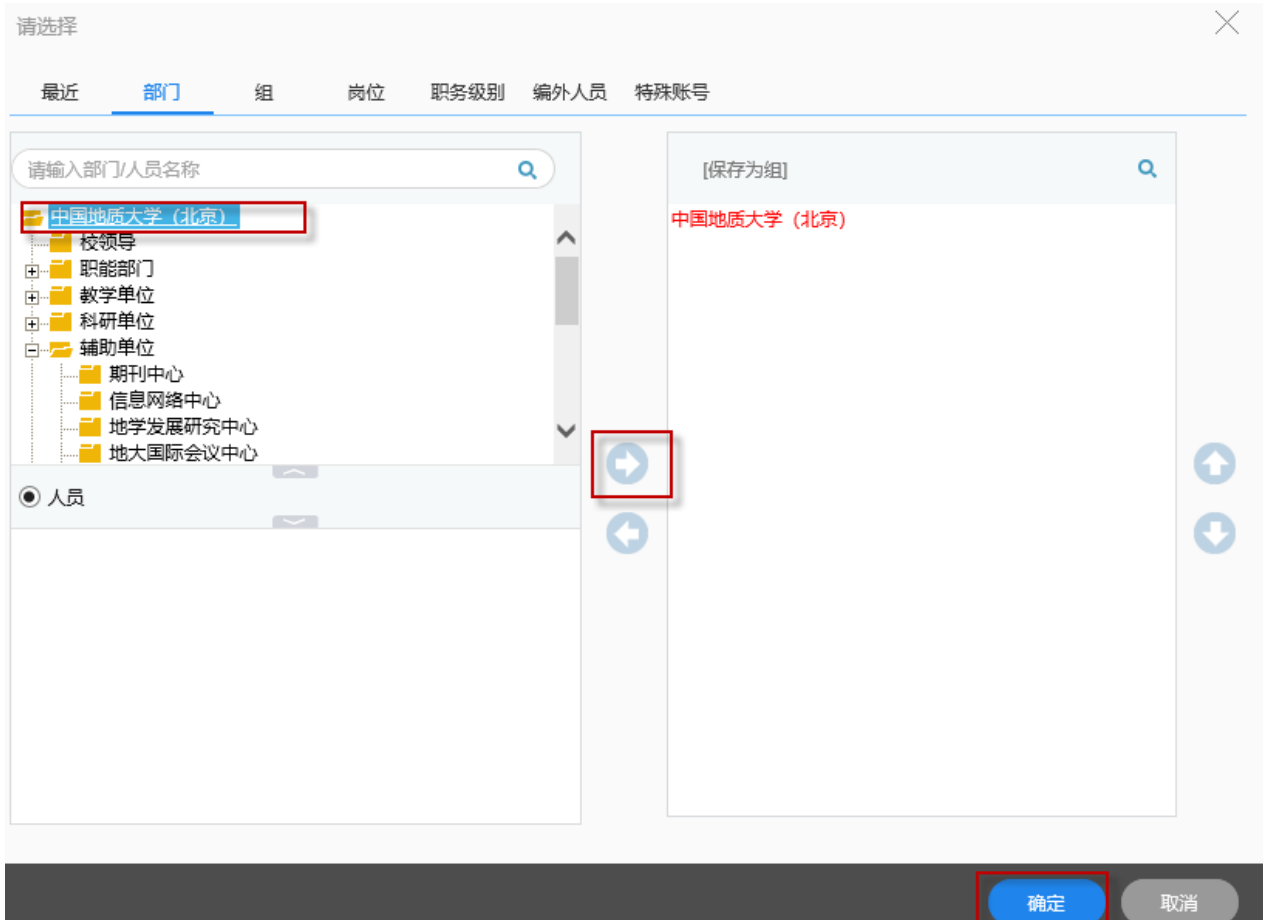 请选择
最近 部门 组 岗位 职务级别 编外人员 特殊账号
请输入部门/人员名称
中国地质大学（北京）
校领导
职能部门
教学单位
科研单位
辅助单位
期刊中心
信息网络中心
地学发展研究中心
地大国际会议中心
人员
[保存为组]
中国地质大学（北京）
确定 取消